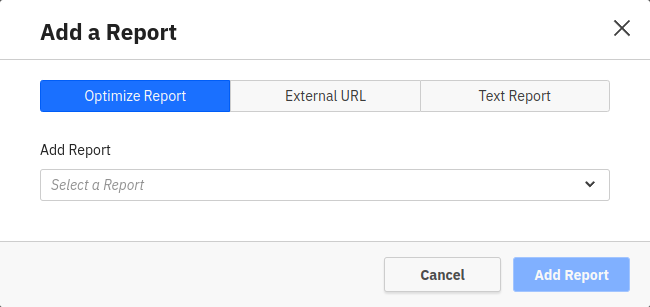 Add a Report
Optimize Report
External URL
Text Report
Add Report
Select a Report
Cancel
Add Report